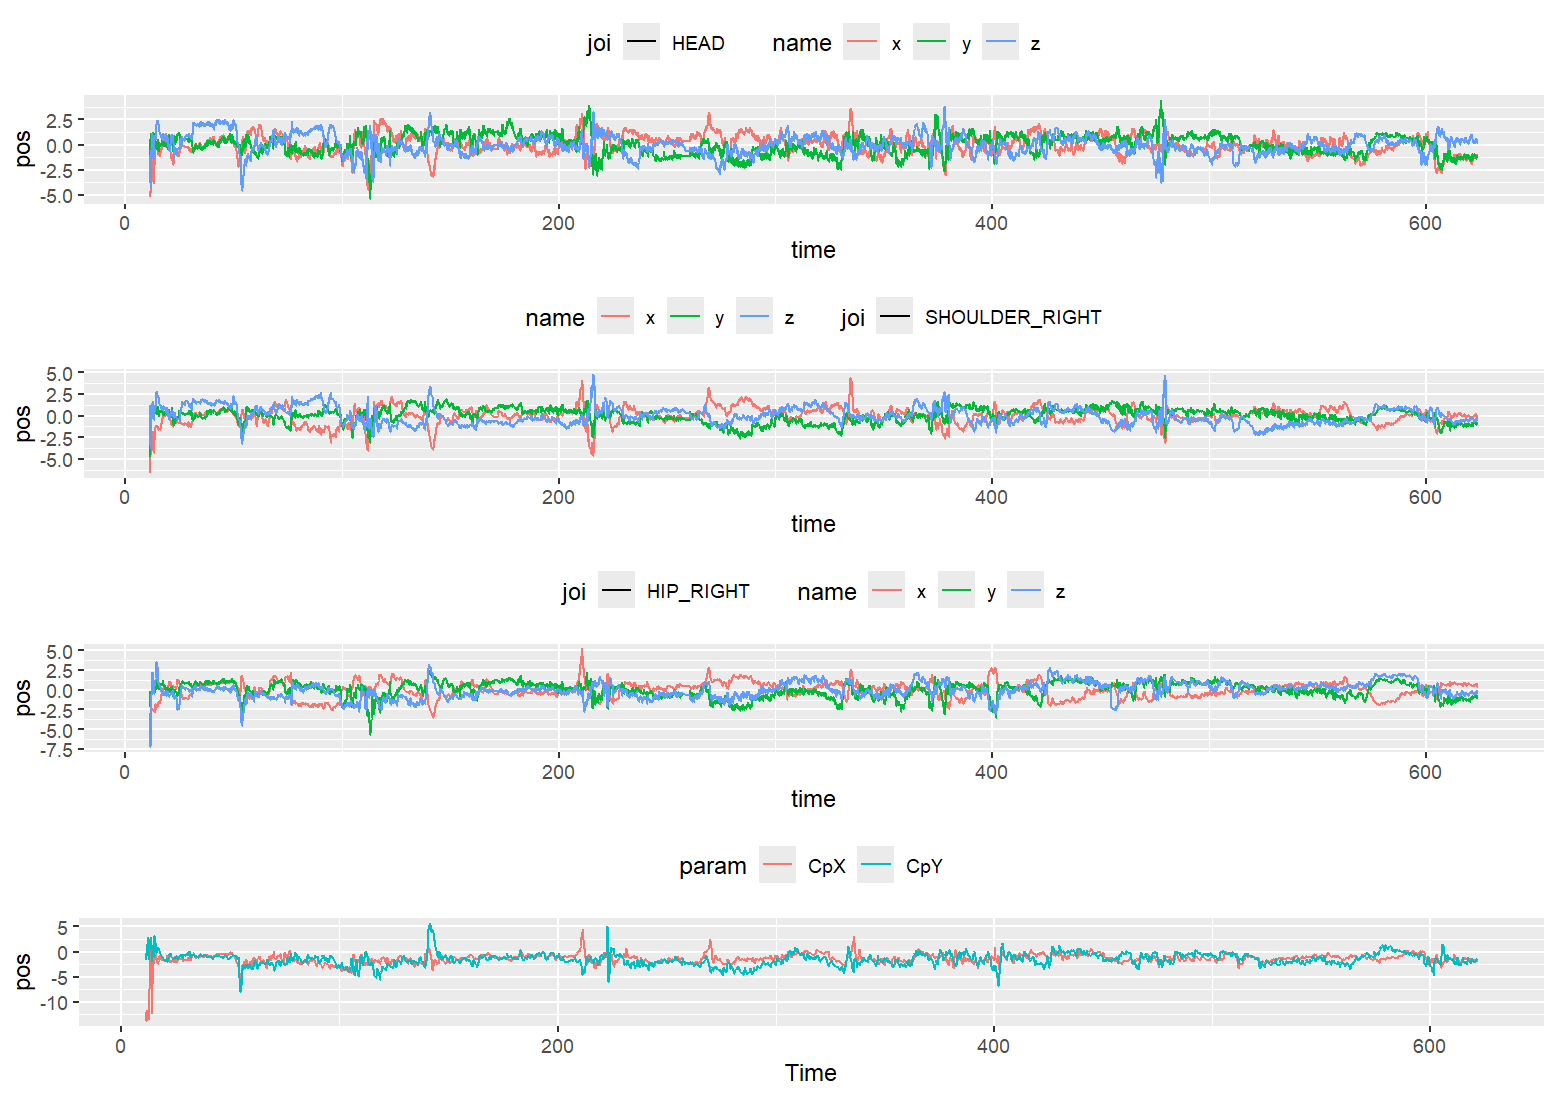 joi HEAD name x y z
pos
2.5
0.0
-2.5
-5.0
0 200 400 600
time
name x y z joi SHOULDER_RIGHT
pos
5.0
2.5
0.0
-2.5
-5.0
0 200 400 600
time
joi HIP_RIGHT name x y z
pos
5.0
2.5
0.0
-2.5
-5.0
-7.5
0 200 400 600
time
param CpX CpY
pos
5
0
-5
-10
0 200 400 600
Time